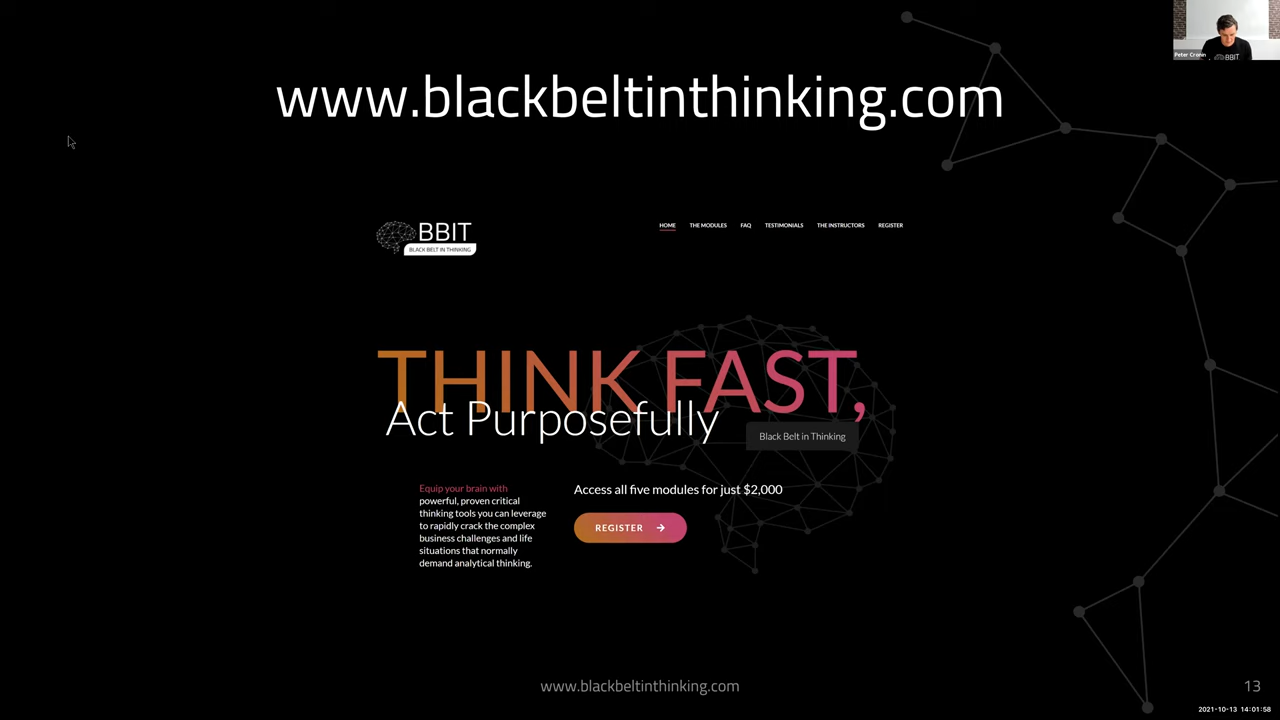 www.blackbeltinthinking.com
Peter Cronin
BBIT
BBIT
BLACK BELT IN THINKING
HOME THE MODULES FAQ TESTIMONIALS THE INSTRUCTORS REGISTER
THINK FAST,
Act Purposefully
Black Belt in Thinking
Equip your brain with
powerful, proven critical
thinking tools you can leverage
to rapidly crack the complex
business challenges and life
situations that normally
demand analytical thinking.
Access all five modules for just $2,000
REGISTER
www.blackbeltinthinking.com
13
2021-10-13 14:01:58